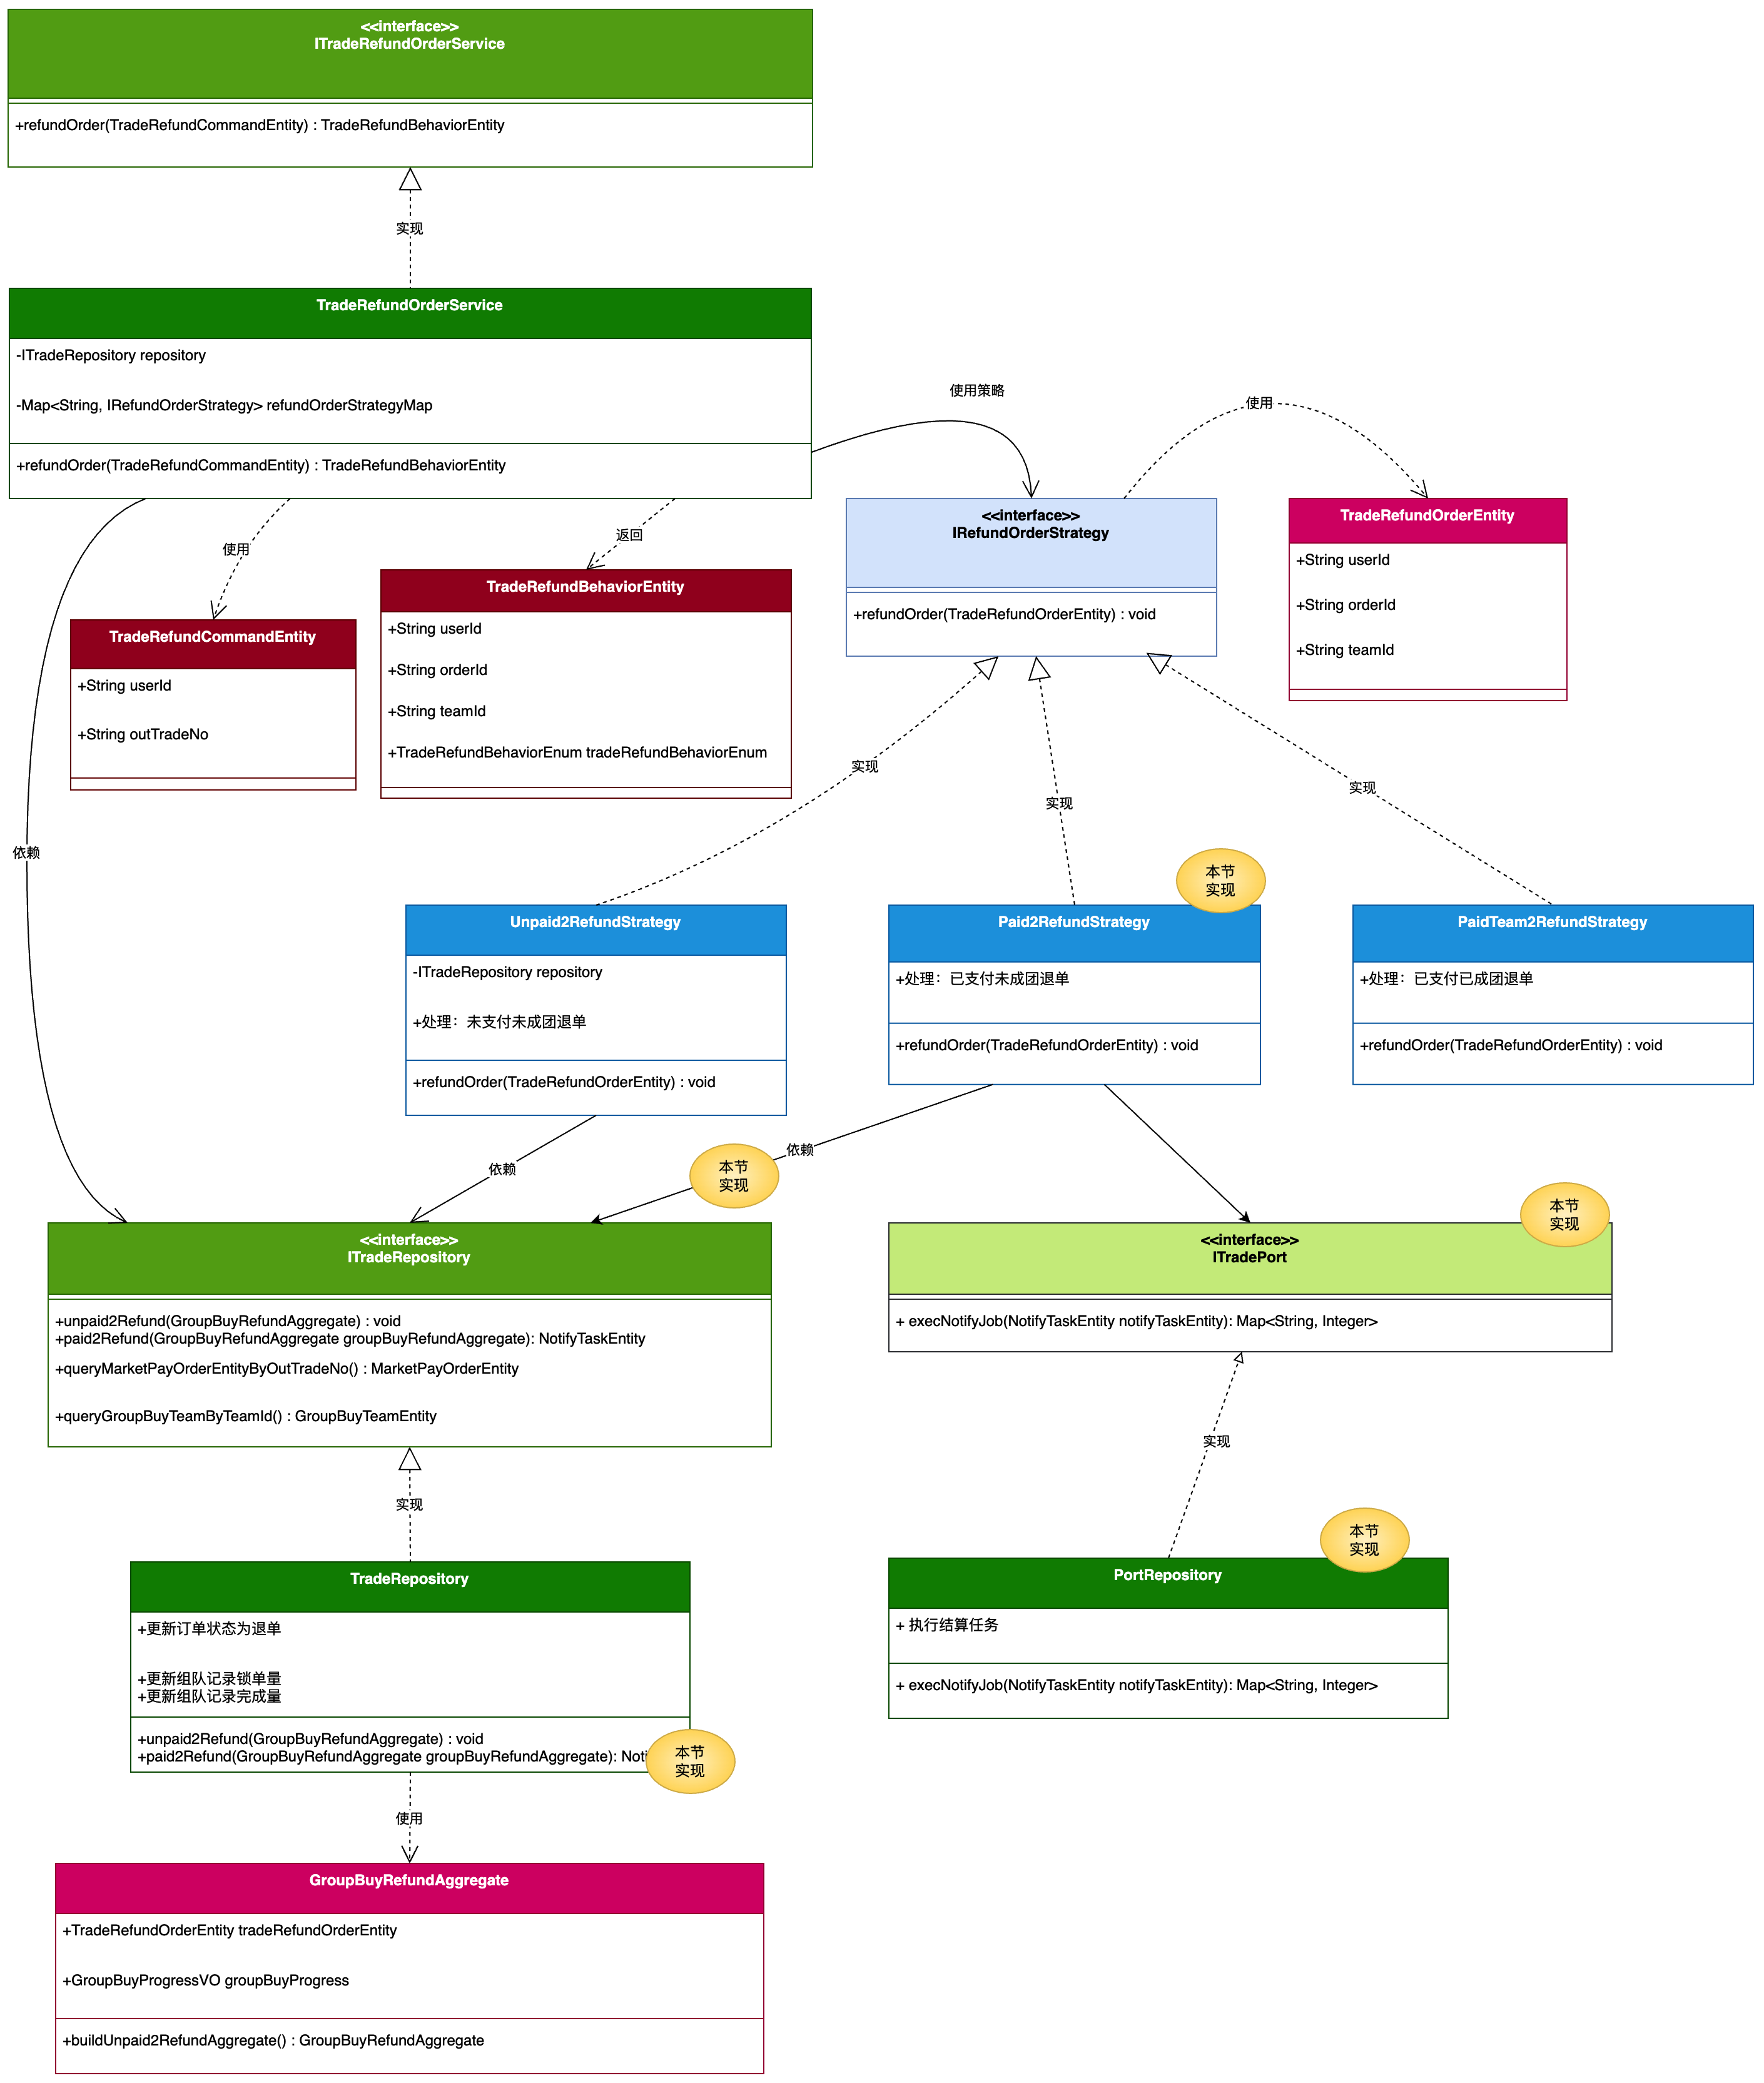 <<interface>>
ITradeRefundOrderService
+refundOrder(TradeRefundCommandEntity) : TradeRefundBehaviorEntity
实现
TradeRefundOrderService
-ITradeRepository repository
-Map<String, IRefundOrderStrategy> refundOrderStrategyMap
+refundOrder(TradeRefundCommandEntity) : TradeRefundBehaviorEntity
使用策略
使用
<<interface>>
IRefundOrderStrategy
+refundOrder(TradeRefundOrderEntity) : void
TradeRefundOrderEntity
+String userId
+String orderId
+String teamId
使用
返回
TradeRefundCommandEntity
+String userId
+String outTradeNo
TradeRefundBehaviorEntity
+String userId
+String orderId
+String teamId
+TradeRefundBehaviorEnum tradeRefundBehaviorEnum
实现
实现
实现
依赖
本节
实现
Unpaid2RefundStrategy
-ITradeRepository repository
+处理：未支付未成团退单
+refundOrder(TradeRefundOrderEntity) : void
Paid2RefundStrategy
+处理：已支付未成团退单
+refundOrder(TradeRefundOrderEntity) : void
PaidTeam2RefundStrategy
+处理：已支付已成团退单
+refundOrder(TradeRefundOrderEntity) : void
依赖
依赖
本节
实现
本节
实现
<<interface>>
ITradeRepository
+unpaid2Refund(GroupBuyRefundAggregate) : void
+paid2Refund(GroupBuyRefundAggregate groupBuyRefundAggregate): NotifyTaskEntity
+queryMarketPayOrderEntityByOutTradeNo() : MarketPayOrderEntity
+queryGroupBuyTeamByTeamId() : GroupBuyTeamEntity
<<interface>>
ITradePort
+ execNotifyJob(NotifyTaskEntity notifyTaskEntity): Map<String, Integer>
实现
实现
本节
实现
TradeRepository
+更新订单状态为退单
+更新组队记录锁单量
+更新组队记录完成量
+unpaid2Refund(GroupBuyRefundAggregate) : void
+paid2Refund(GroupBuyRefundAggregate groupBuyRefundAggregate): Noti
本节
实现
PortRepository
+ 执行结算任务
+ execNotifyJob(NotifyTaskEntity notifyTaskEntity): Map<String, Integer>
使用
GroupBuyRefundAggregate
+TradeRefundOrderEntity tradeRefundOrderEntity
+GroupBuyProgressVO groupBuyProgress
+buildUnpaid2RefundAggregate() : GroupBuyRefundAggregate